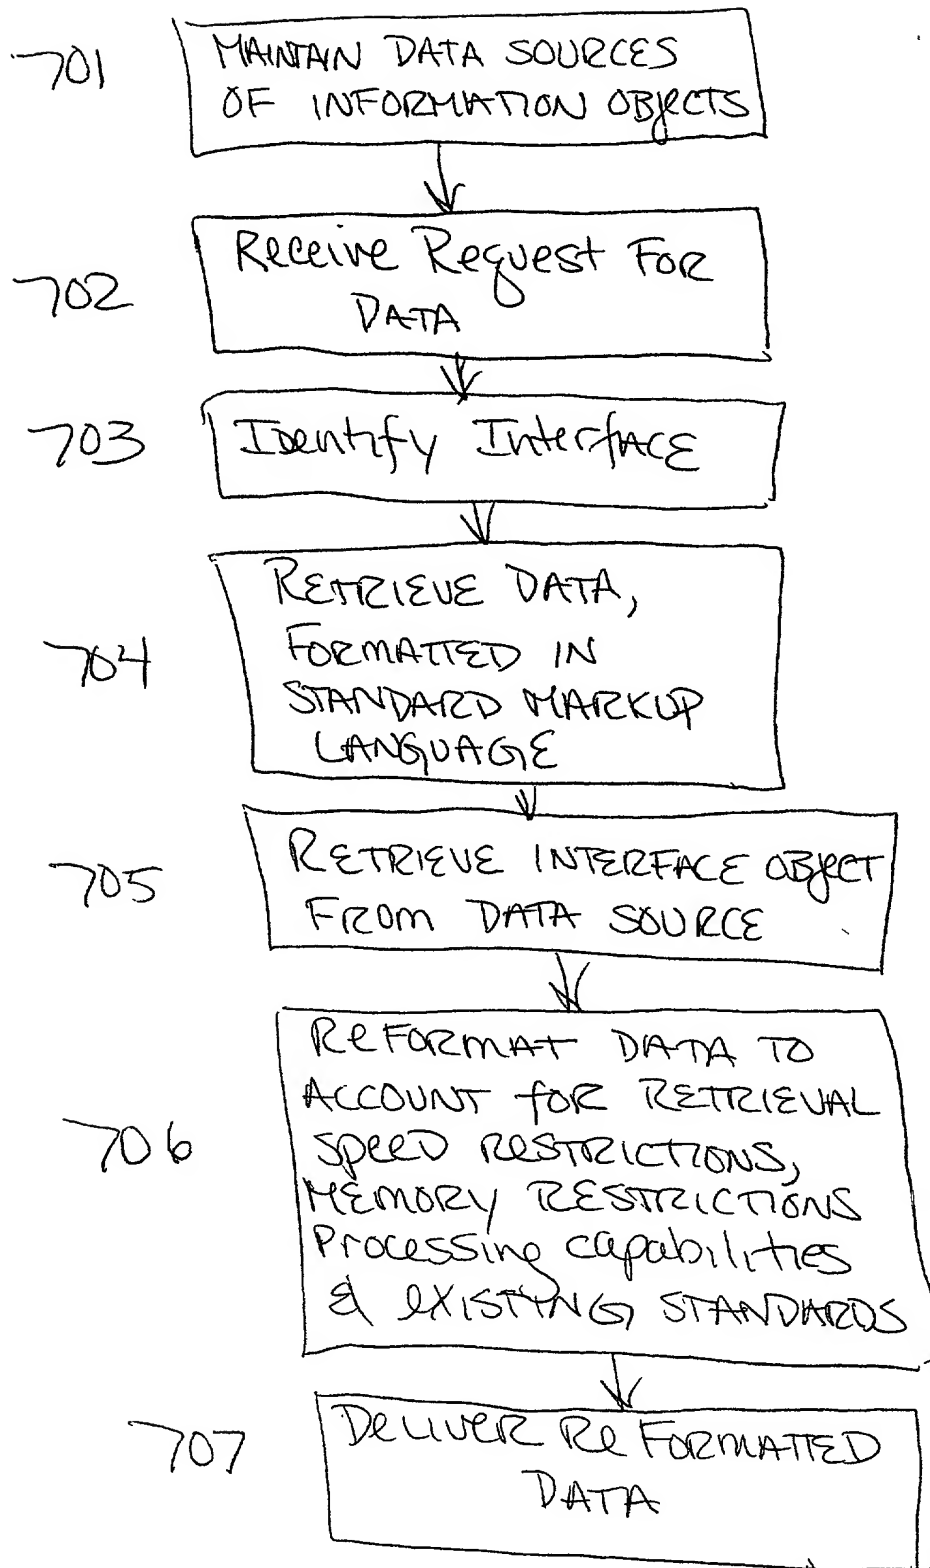 701
MAINTAIN DATA SOURCES
OF INFORMATION OBJECTS
702
Receive Request For
DATA
703
Identify Interface
704
RETRIEVE DATA,
FORMATTED IN
STANDARD MARKUP
LANGUAGE
705
RETRIEVE INTERFACE OBJECT
FROM DATA SOURCE
706
ReFORMAT DATA TO
ACCOUNT for RETRIEVAL
SPEED RESTRICTIONS,
MEMORY RESTRICTIONS
Processing capabilities
& EXISTING STANDARDS
707
DELIVER ReFORMATTED
DATA